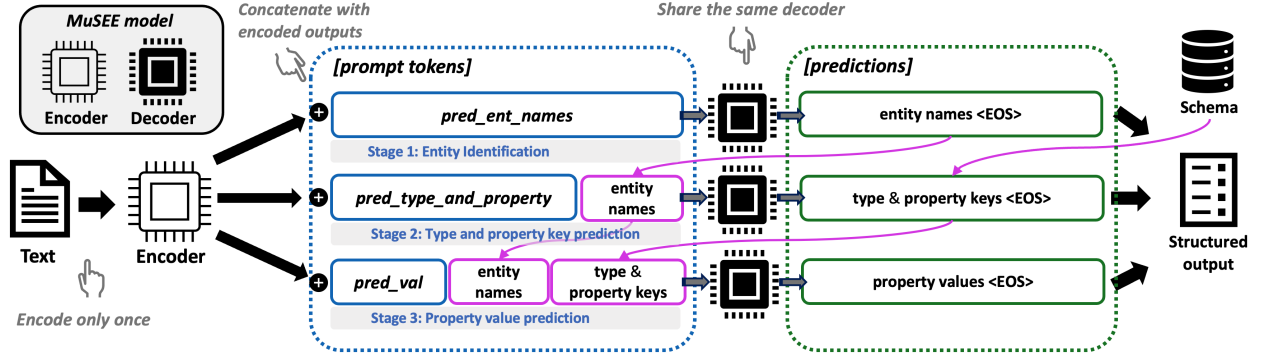 MuSEE model
Encoder
Decoder
Concatenate with
encoded outputs
Share the same decoder
[prompt tokens]
[predictions]
Schema
pred_ent_names
entity names <EOS>
Stage 1: Entity Identification
Text
Encoder
Encode only once
pred_type_and_property
entity
names
type & property keys <EOS>
Stage 2: Type and property key prediction
Structured
output
pred_val
entity
names
type &
property keys
property values <EOS>
Stage 3: Property value prediction